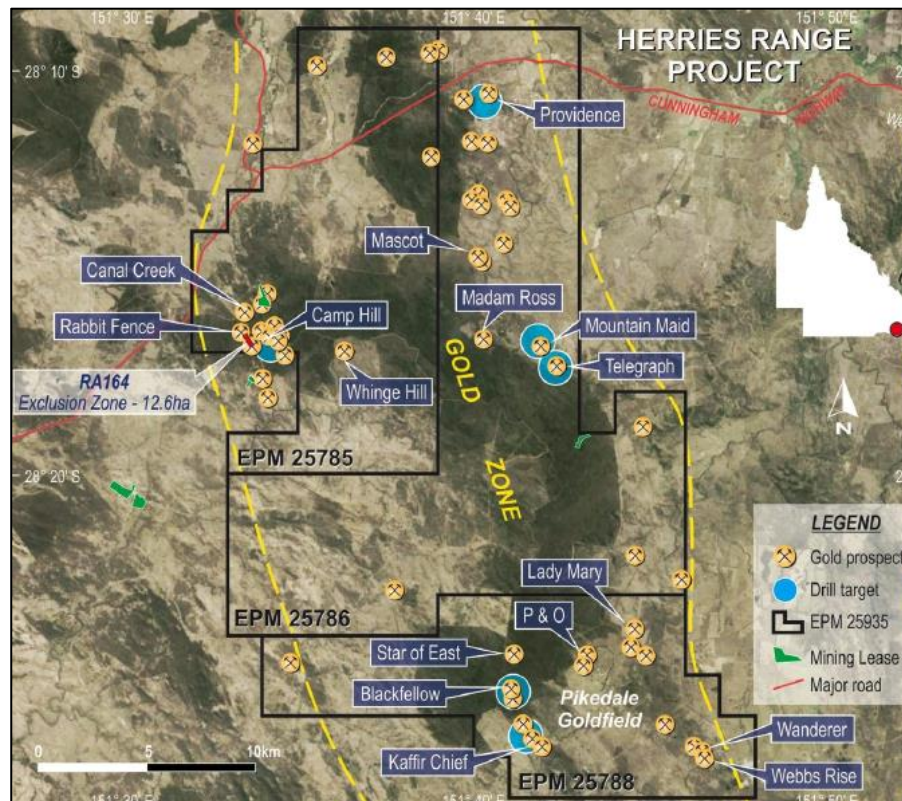 151° 30' E
151° 40' E
151° 50' E
HERRIES RANGE
PROJECT
28° 10' S
CUNNINGHAM
HIGHWAY
Providence
Mascot
Canal Creek
Madam Ross
Camp Hill
Rabbit Fence
Mountain Maid
GOLD
Telegraph
RA164
Exclusion Zone - 12.6ha
Whinge Hill
N
EPM 25785
ZONE
28° 20' S
LEGEND
Gold prospect
Drill target
EPM 25935
Mining Lease
Major road
Lady Mary
EPM 25786
P & O
Star of East
Blackfellow
Pikedale
Goldfield
Wanderer
Kaffir Chief
Webbs Rise
0 5 10km
EPM 25788